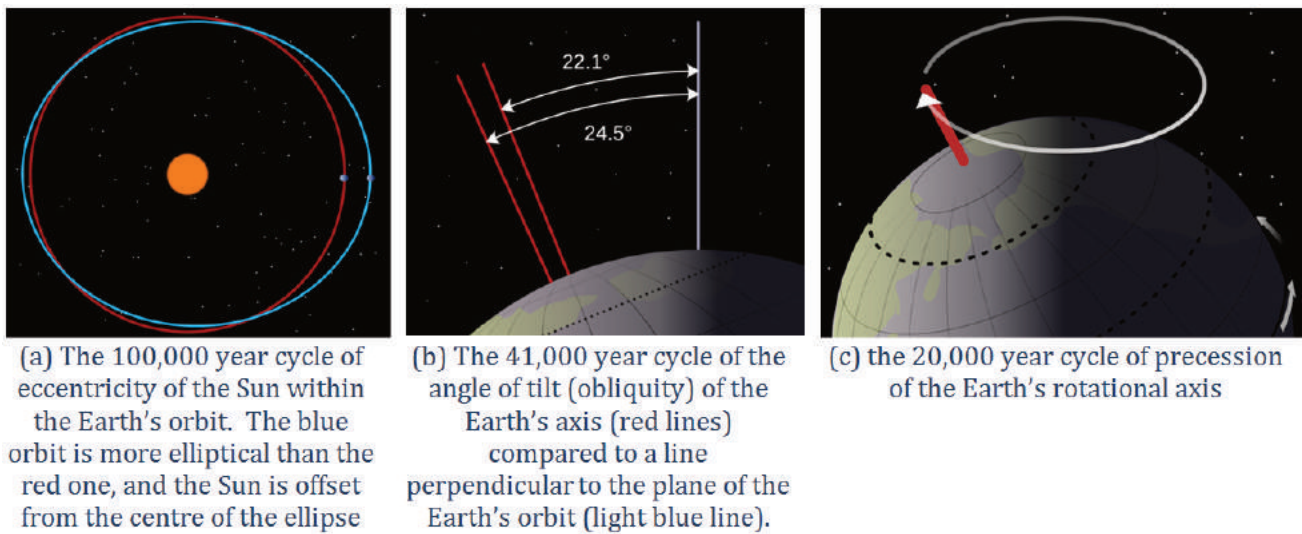 22.1°
24.5°
(a) The 100,000 year cycle of
eccentricity of the Sun within
the Earth's orbit.  The blue
orbit is more elliptical than the
red one, and the Sun is offset
from the centre of the ellipse
(b) The 41,000 year cycle of the
angle of tilt (obliquity) of the
Earth's axis (red lines)
compared to a line
perpendicular to the plane of the
Earth's orbit (light blue line).
(c) the 20,000 year cycle of precession
of the Earth's rotational axis